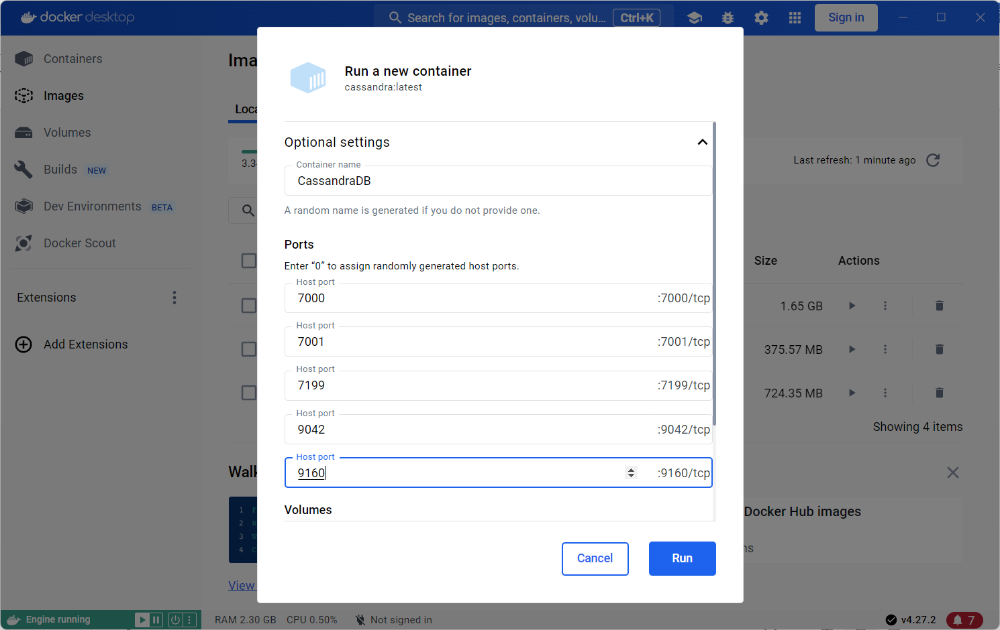 docker desktop
Search for images, containers, volu... Ctrl+K
Sign in
Containers
Images
Volumes
Builds NEW
Dev Environments BETA
Docker Scout
Extensions
Add Extensions
Ima
Loca
3.3
Last refresh: 1 minute ago
Run a new container
cassandra:latest
Optional settings
Container name
CassandraDB
A random name is generated if you do not provide one.
Ports
Enter “0” to assign randomly generated host ports.
Host port
7000 :7000/tcp
Host port
7001 :7001/tcp
Host port
7199 :7199/tcp
Host port
9042 :9042/tcp
Host port
9160 :9160/tcp
Volumes
Cancel Run
Size Actions
1.65 GB
375.57 MB
724.35 MB
Showing 4 items
Walk
1 F
2 R
3 W
4 C
View
Docker Hub images
ns
Engine running
RAM 2.30 GB CPU 0.50% Not signed in
v4.27.2 7